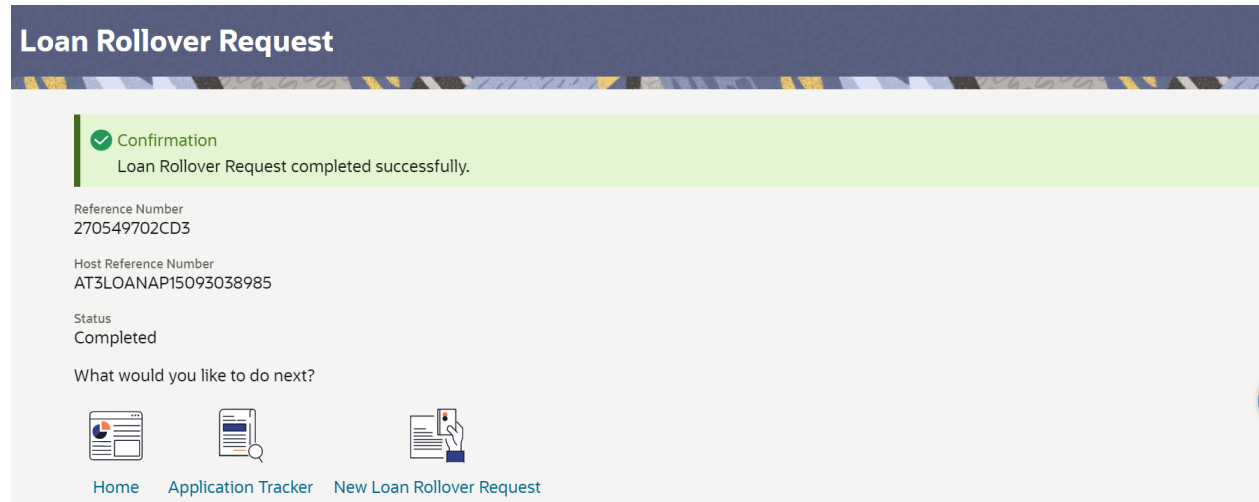 Loan Rollover Request
Confirmation
Loan Rollover Request completed successfully.
Reference Number
270549702CD3
Host Reference Number
AT3LOANAP15093038985
Status
Completed
What would you like to do next?
Home Application Tracker New Loan Rollover Request